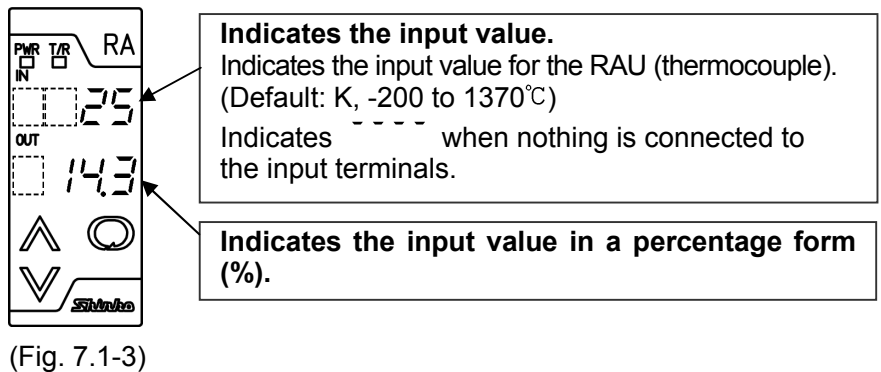 PWR T/R RA
IN
25
OUT
14.3
Shinko
Indicates the input value.
Indicates the input value for the RAU (thermocouple).
(Default: K, -200 to 1370℃)
Indicates ‾ ‾ ‾ ‾ when nothing is connected to
the input terminals.
Indicates the input value in a percentage form
(%).
(Fig. 7.1-3)